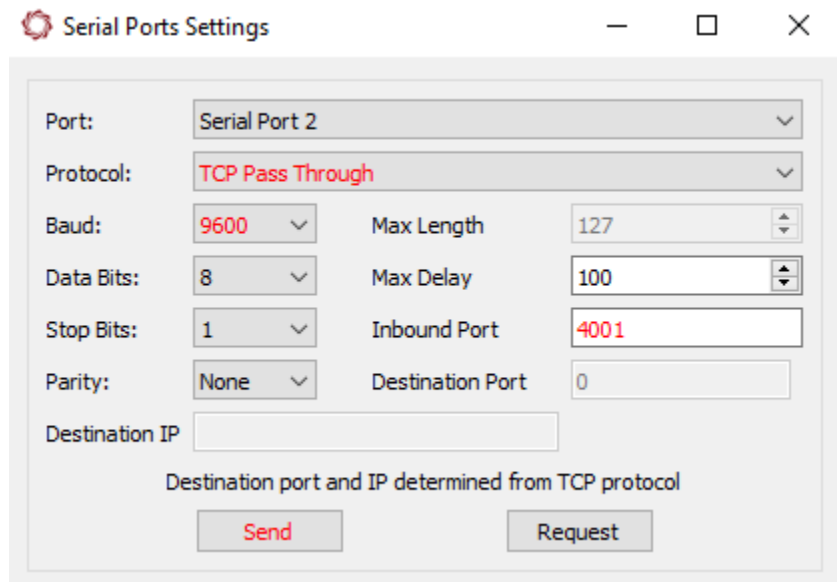 Serial Ports Settings
Port: Serial Port 2
Protocol: TCP Pass Through
Baud: 9600 Max Length 127
Data Bits: 8 Max Delay 100
Stop Bits: 1 Inbound Port 4001
Parity: None Destination Port 0
Destination IP
Destination port and IP determined from TCP protocol
Send Request